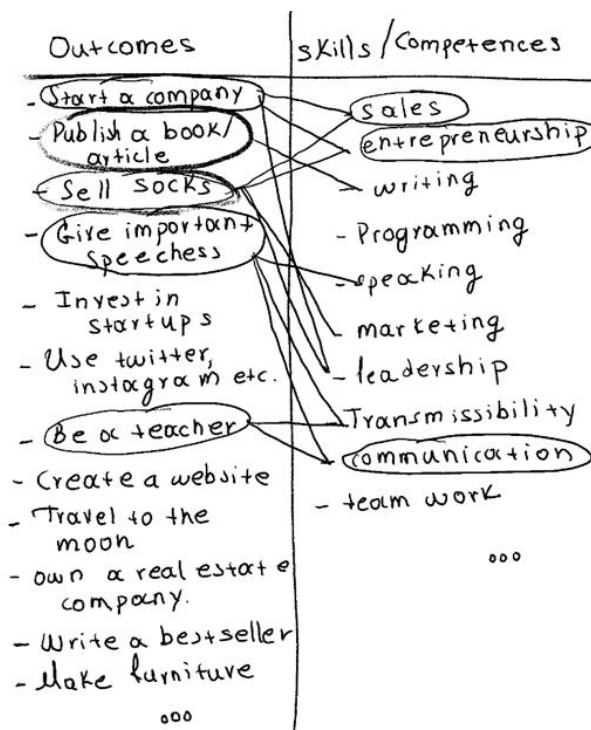 Outcomes
- Start a company
- Publish a book/
article
- Sell socks
- Give important
speechess
- Invest in
startups
- Use twitter,
instagram etc.
- Be a teacher
- Create a website
- Travel to the
moon
- own a real estate
company.
- Write a bestseller
- Make furniture
ooo
skills/Competences
sales
entrepreneurship
- writing
- Programming
- speaking
- marketing
- leadership
Transmissibility
communication
- team work
ooo